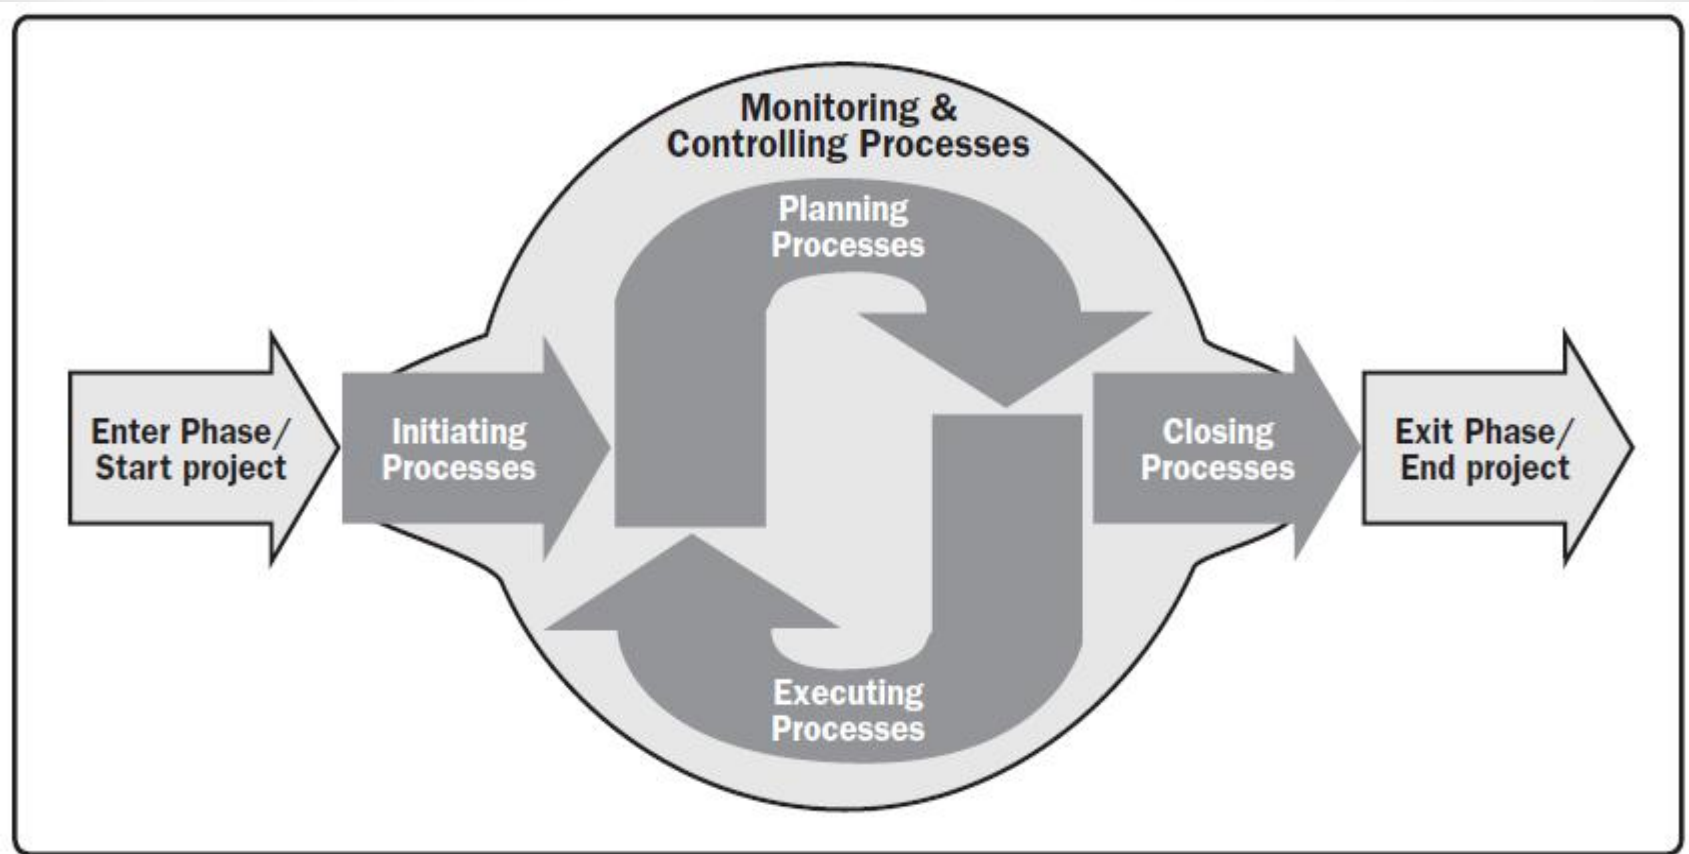 Monitoring &
Controlling Processes
Planning
Processes
Enter Phase/
Start project
Initiating
Processes
Closing
Processes
Exit Phase/
End project
Executing
Processes